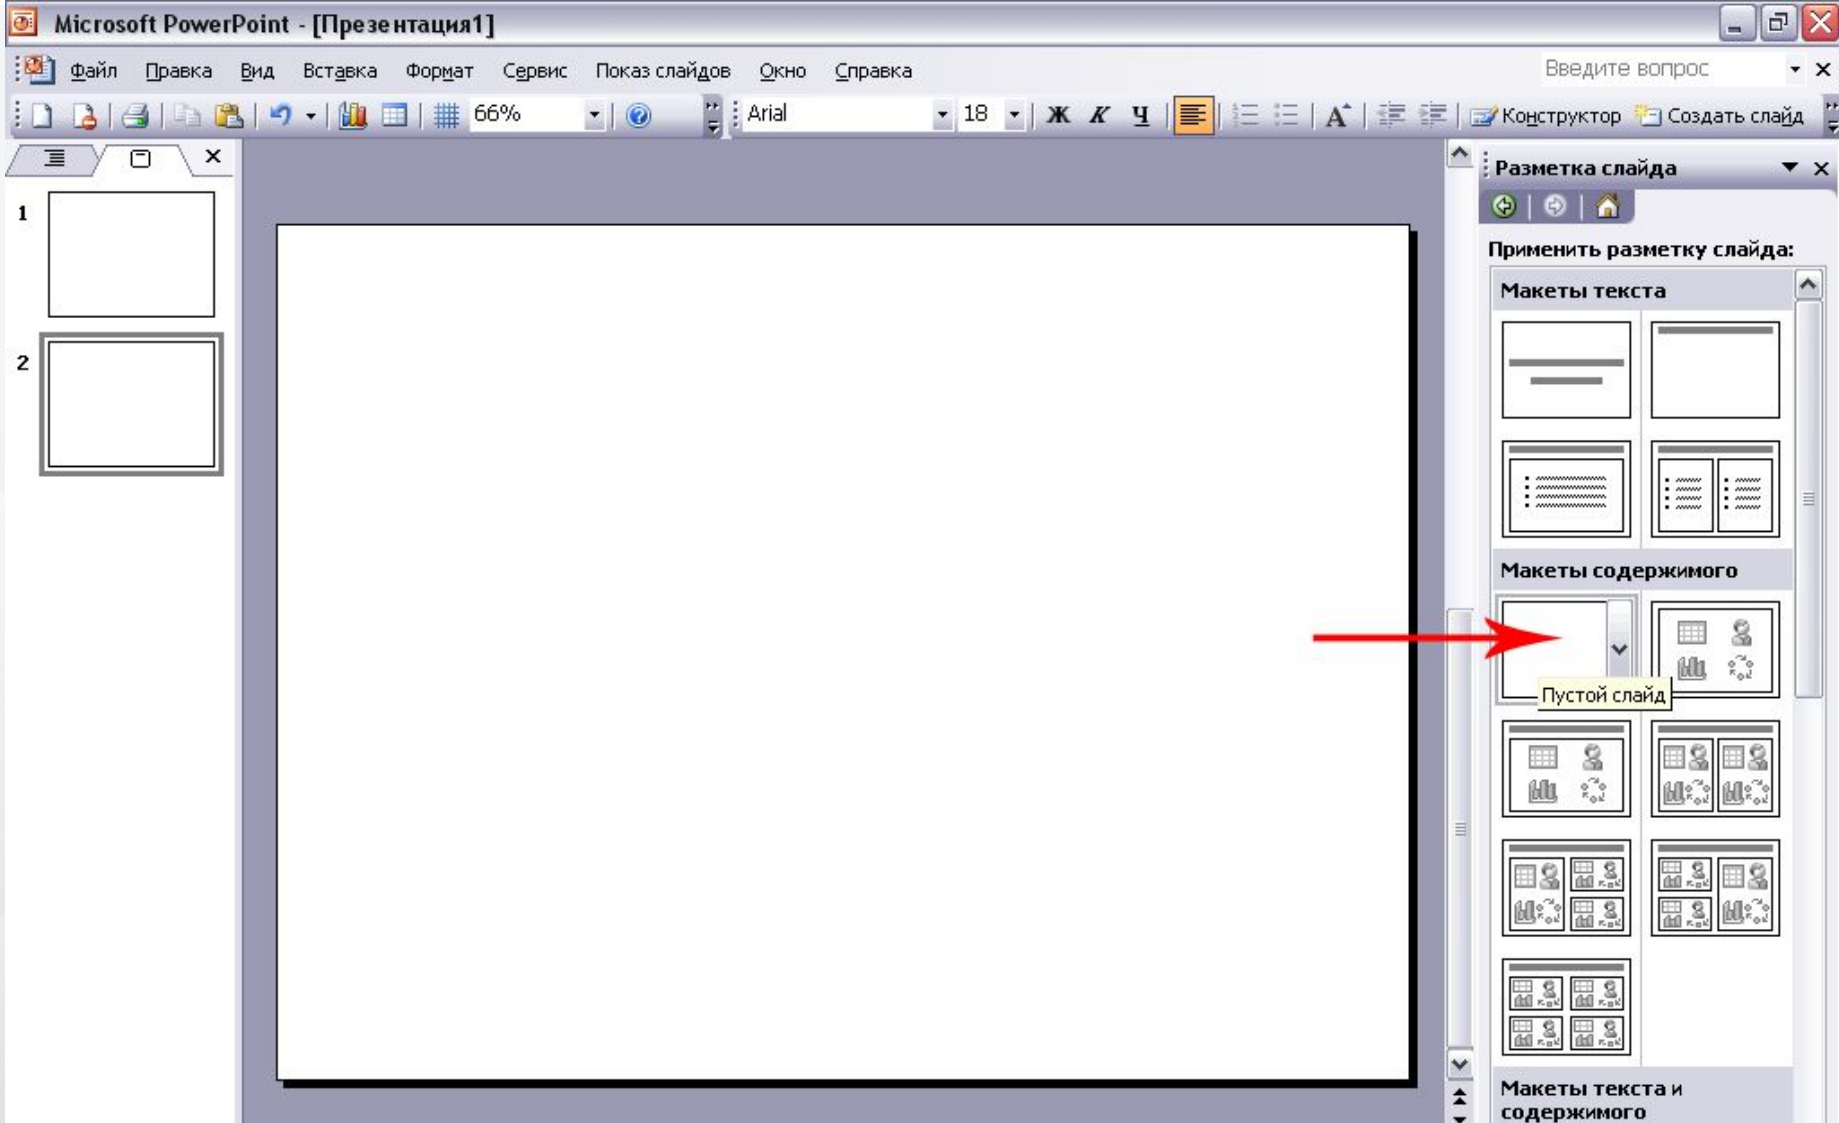 Microsoft PowerPoint - [Презентация1]
Файл Правка Вид Вставка Формат Сервис Показ слайдов Окно Справка Введите вопрос
66% Arial 18 Ж К Ч A Конструктор Создать слайд
Разметка слайда
1
Применить разметку слайда:
Макеты текста
2
Макеты содержимого
Пустой слайд
Макеты текста и
содержимого